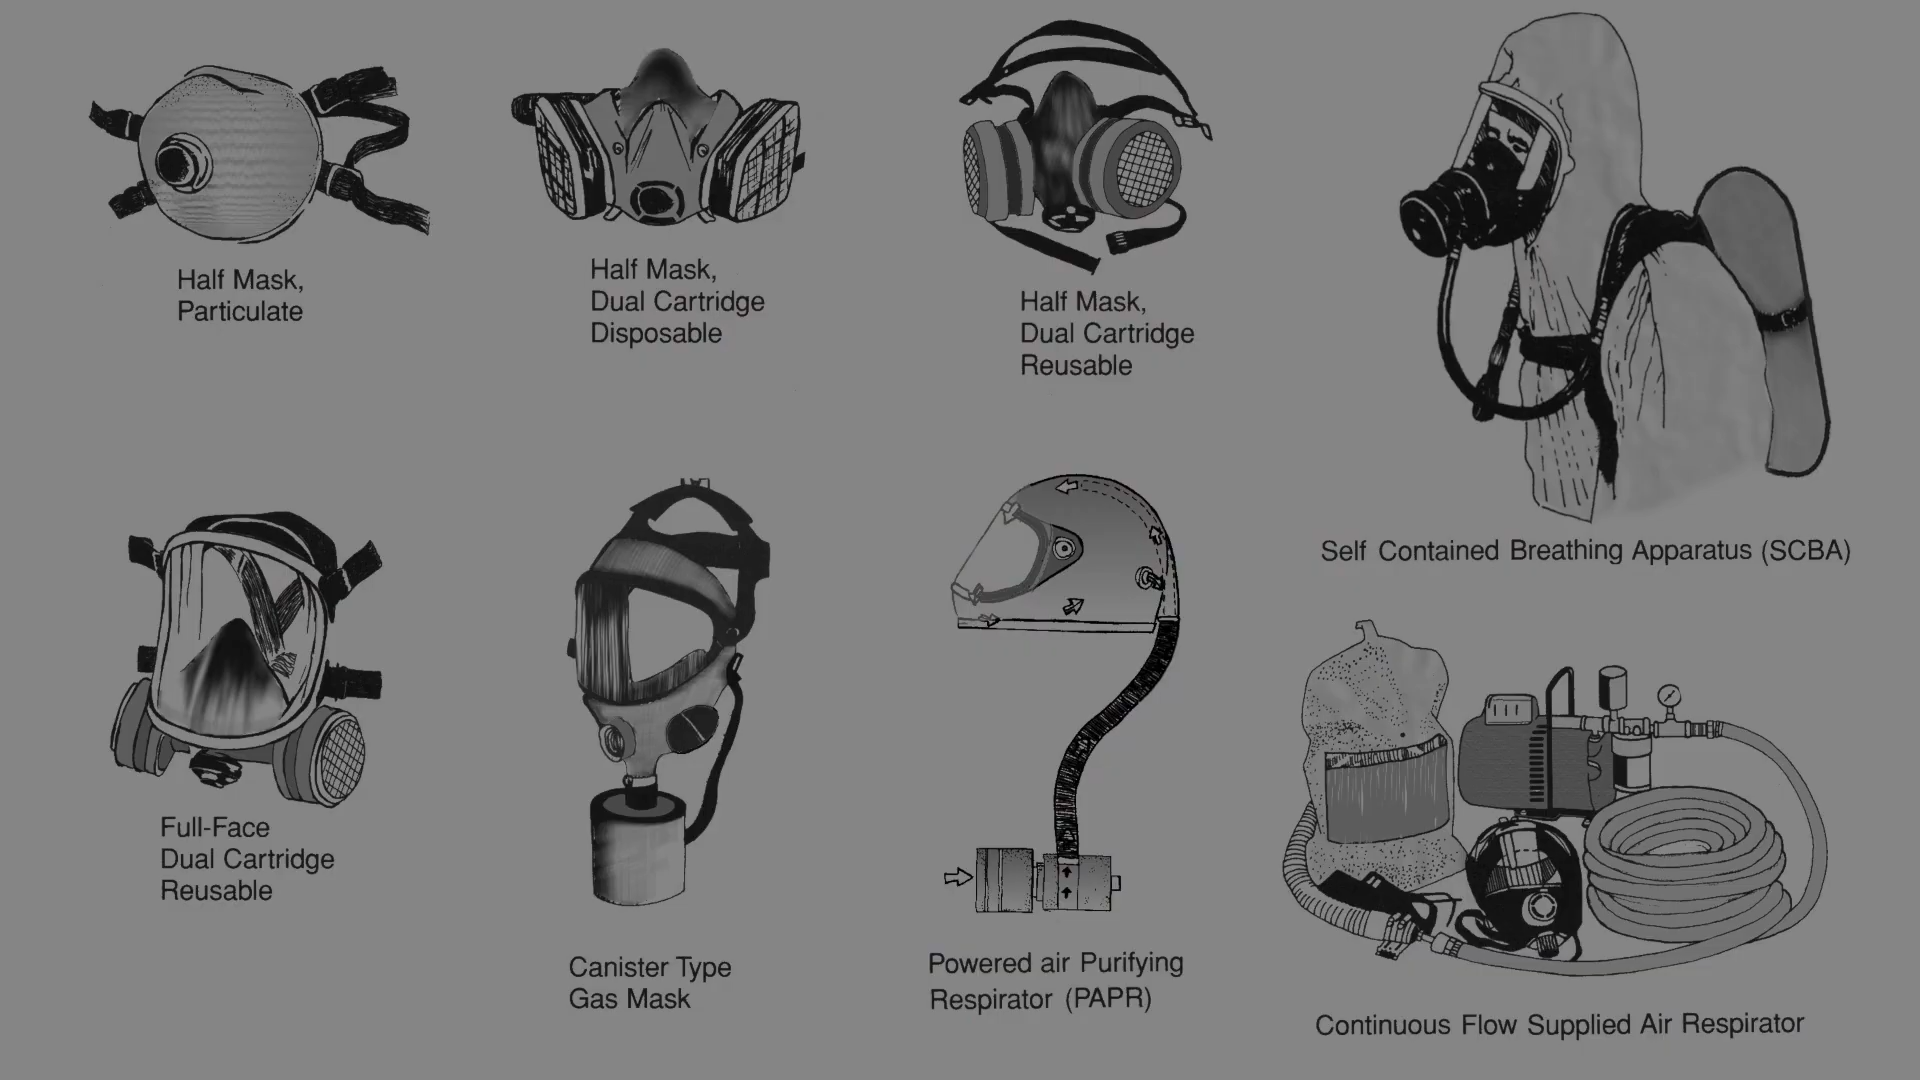 Half Mask,
Particulate
Half Mask,
Dual Cartridge
Disposable
Half Mask,
Dual Cartridge
Reusable
Self Contained Breathing Apparatus (SCBA)
Full-Face
Dual Cartridge
Reusable
Canister Type
Gas Mask
Powered air Purifying
Respirator (PAPR)
Continuous Flow Supplied Air Respirator